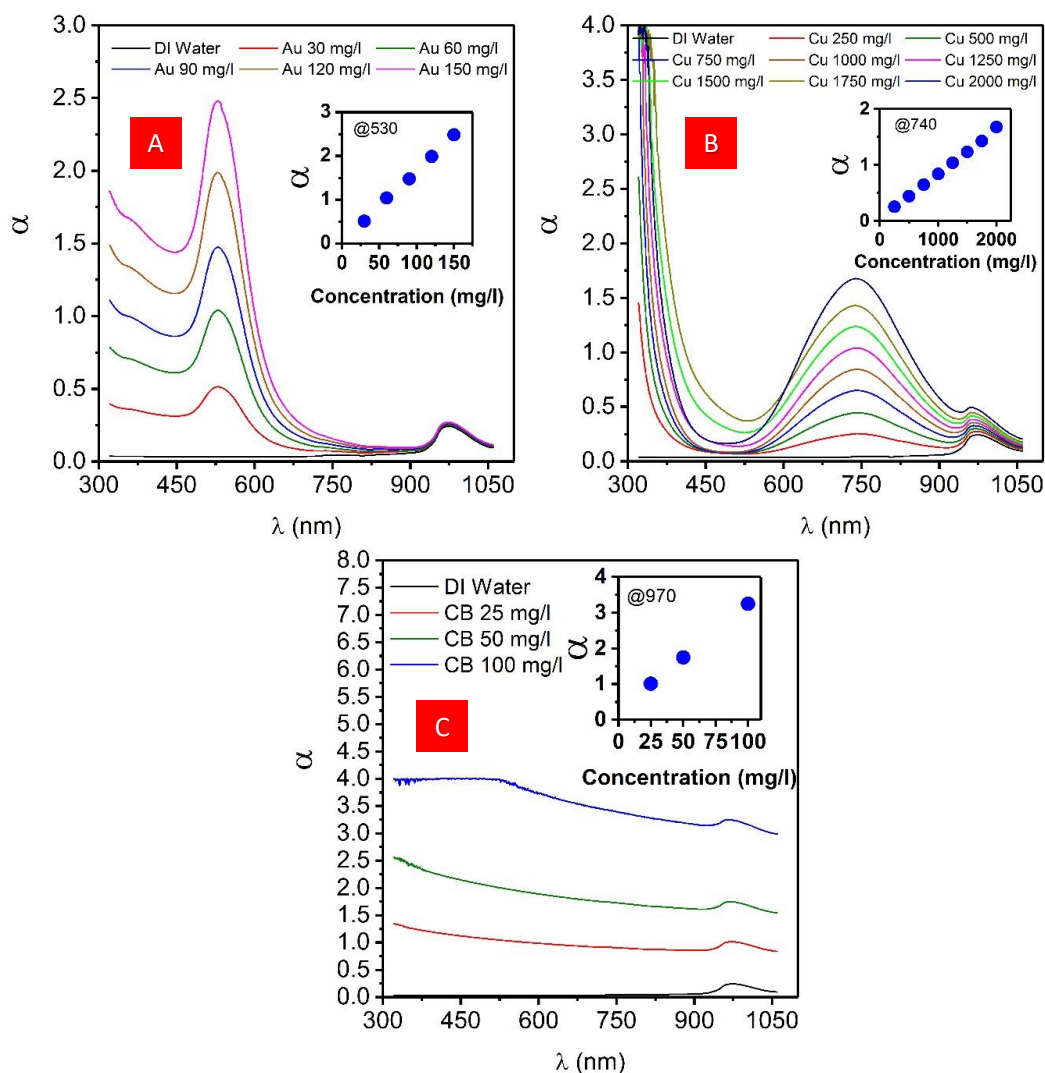 3.0
2.5
2.0
1.5
1.0
0.5
0.0
α
300 450 600 750 900 1050
λ (nm)
DI Water Au 30 mg/l Au 60 mg/l
Au 90 mg/l Au 120 mg/l Au 150 mg/l
A
@530
3
2
1
0
α
0 50 100 150
Concentration (mg/l)
4.0
3.5
3.0
2.5
2.0
1.5
1.0
0.5
0.0
α
300 450 600 750 900 1050
λ (nm)
DI Water Cu 250 mg/l Cu 500 mg/l
Cu 750 mg/l Cu 1000 mg/l Cu 1250 mg/l
Cu 1500 mg/l Cu 1750 mg/l Cu 2000 mg/l
B
@740
2
1
0
α
0 1000 2000
Concentration (mg/l)
8.0
7.5
7.0
6.5
6.0
5.5
5.0
4.5
4.0
3.5
3.0
2.5
2.0
1.5
1.0
0.5
0.0
α
300 450 600 750 900 1050
λ (nm)
DI Water
CB 25 mg/l
CB 50 mg/l
CB 100 mg/l
C
@970
4
3
2
1
0
α
0 25 50 75 100
Concentration (mg/l)